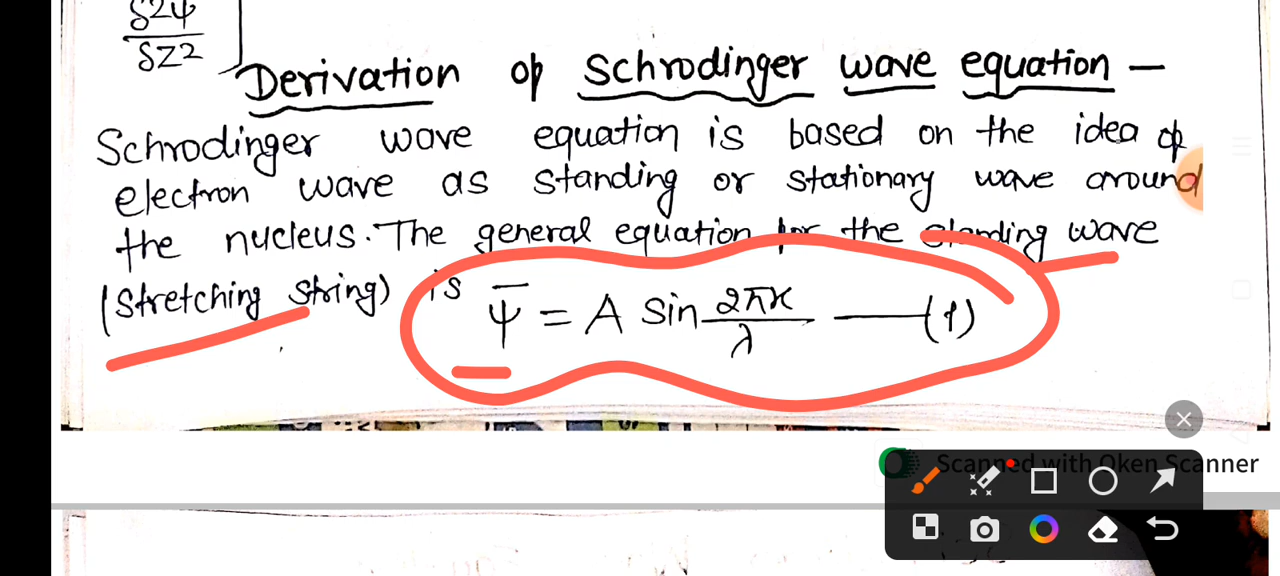 δ2ψ
δZ2
Derivation of Schrodinger wave equation —
Schrodinger wave equation is based on the idea of
electron wave as standing or stationary wave around
the nucleus. The general equation for the standing wave
(Stretching string) is
ψ = A Sin 2πx/λ —(1)
Scanned with Oken Scanner